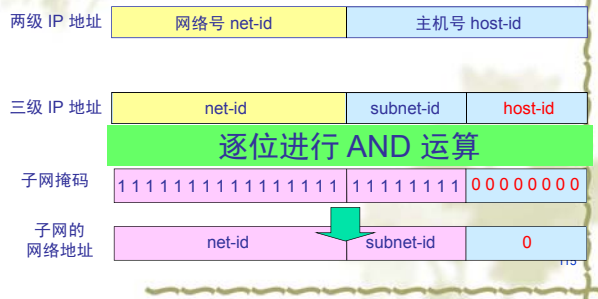 两级 IP 地址 网络号 net-id 主机号 host-id
三级 IP 地址 net-id subnet-id host-id
逐位进行 AND 运算
子网掩码 1 1 1 1 1 1 1 1 1 1 1 1 1 1 1 1 1 1 1 1 1 1 1 1 0 0 0 0 0 0 0 0
子网的
网络地址 net-id subnet-id 0